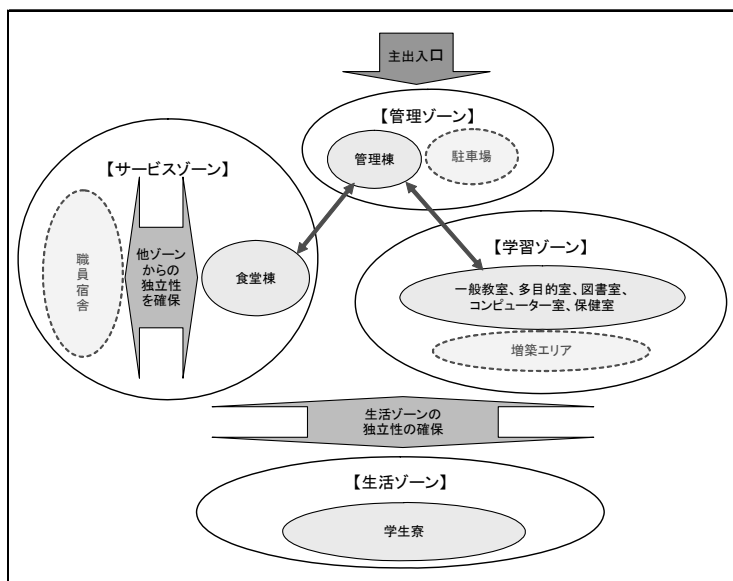 主出入口
【管理ゾーン】
管理棟
駐車場
【サービスゾーン】
職員宿舎
他ゾーン
からの
独立性
を確保
食堂棟
【学習ゾーン】
一般教室、多目的室、図書室、
コンピューター室、保健室
増築エリア
生活ゾーンの
独立性の確保
【生活ゾーン】
学生寮